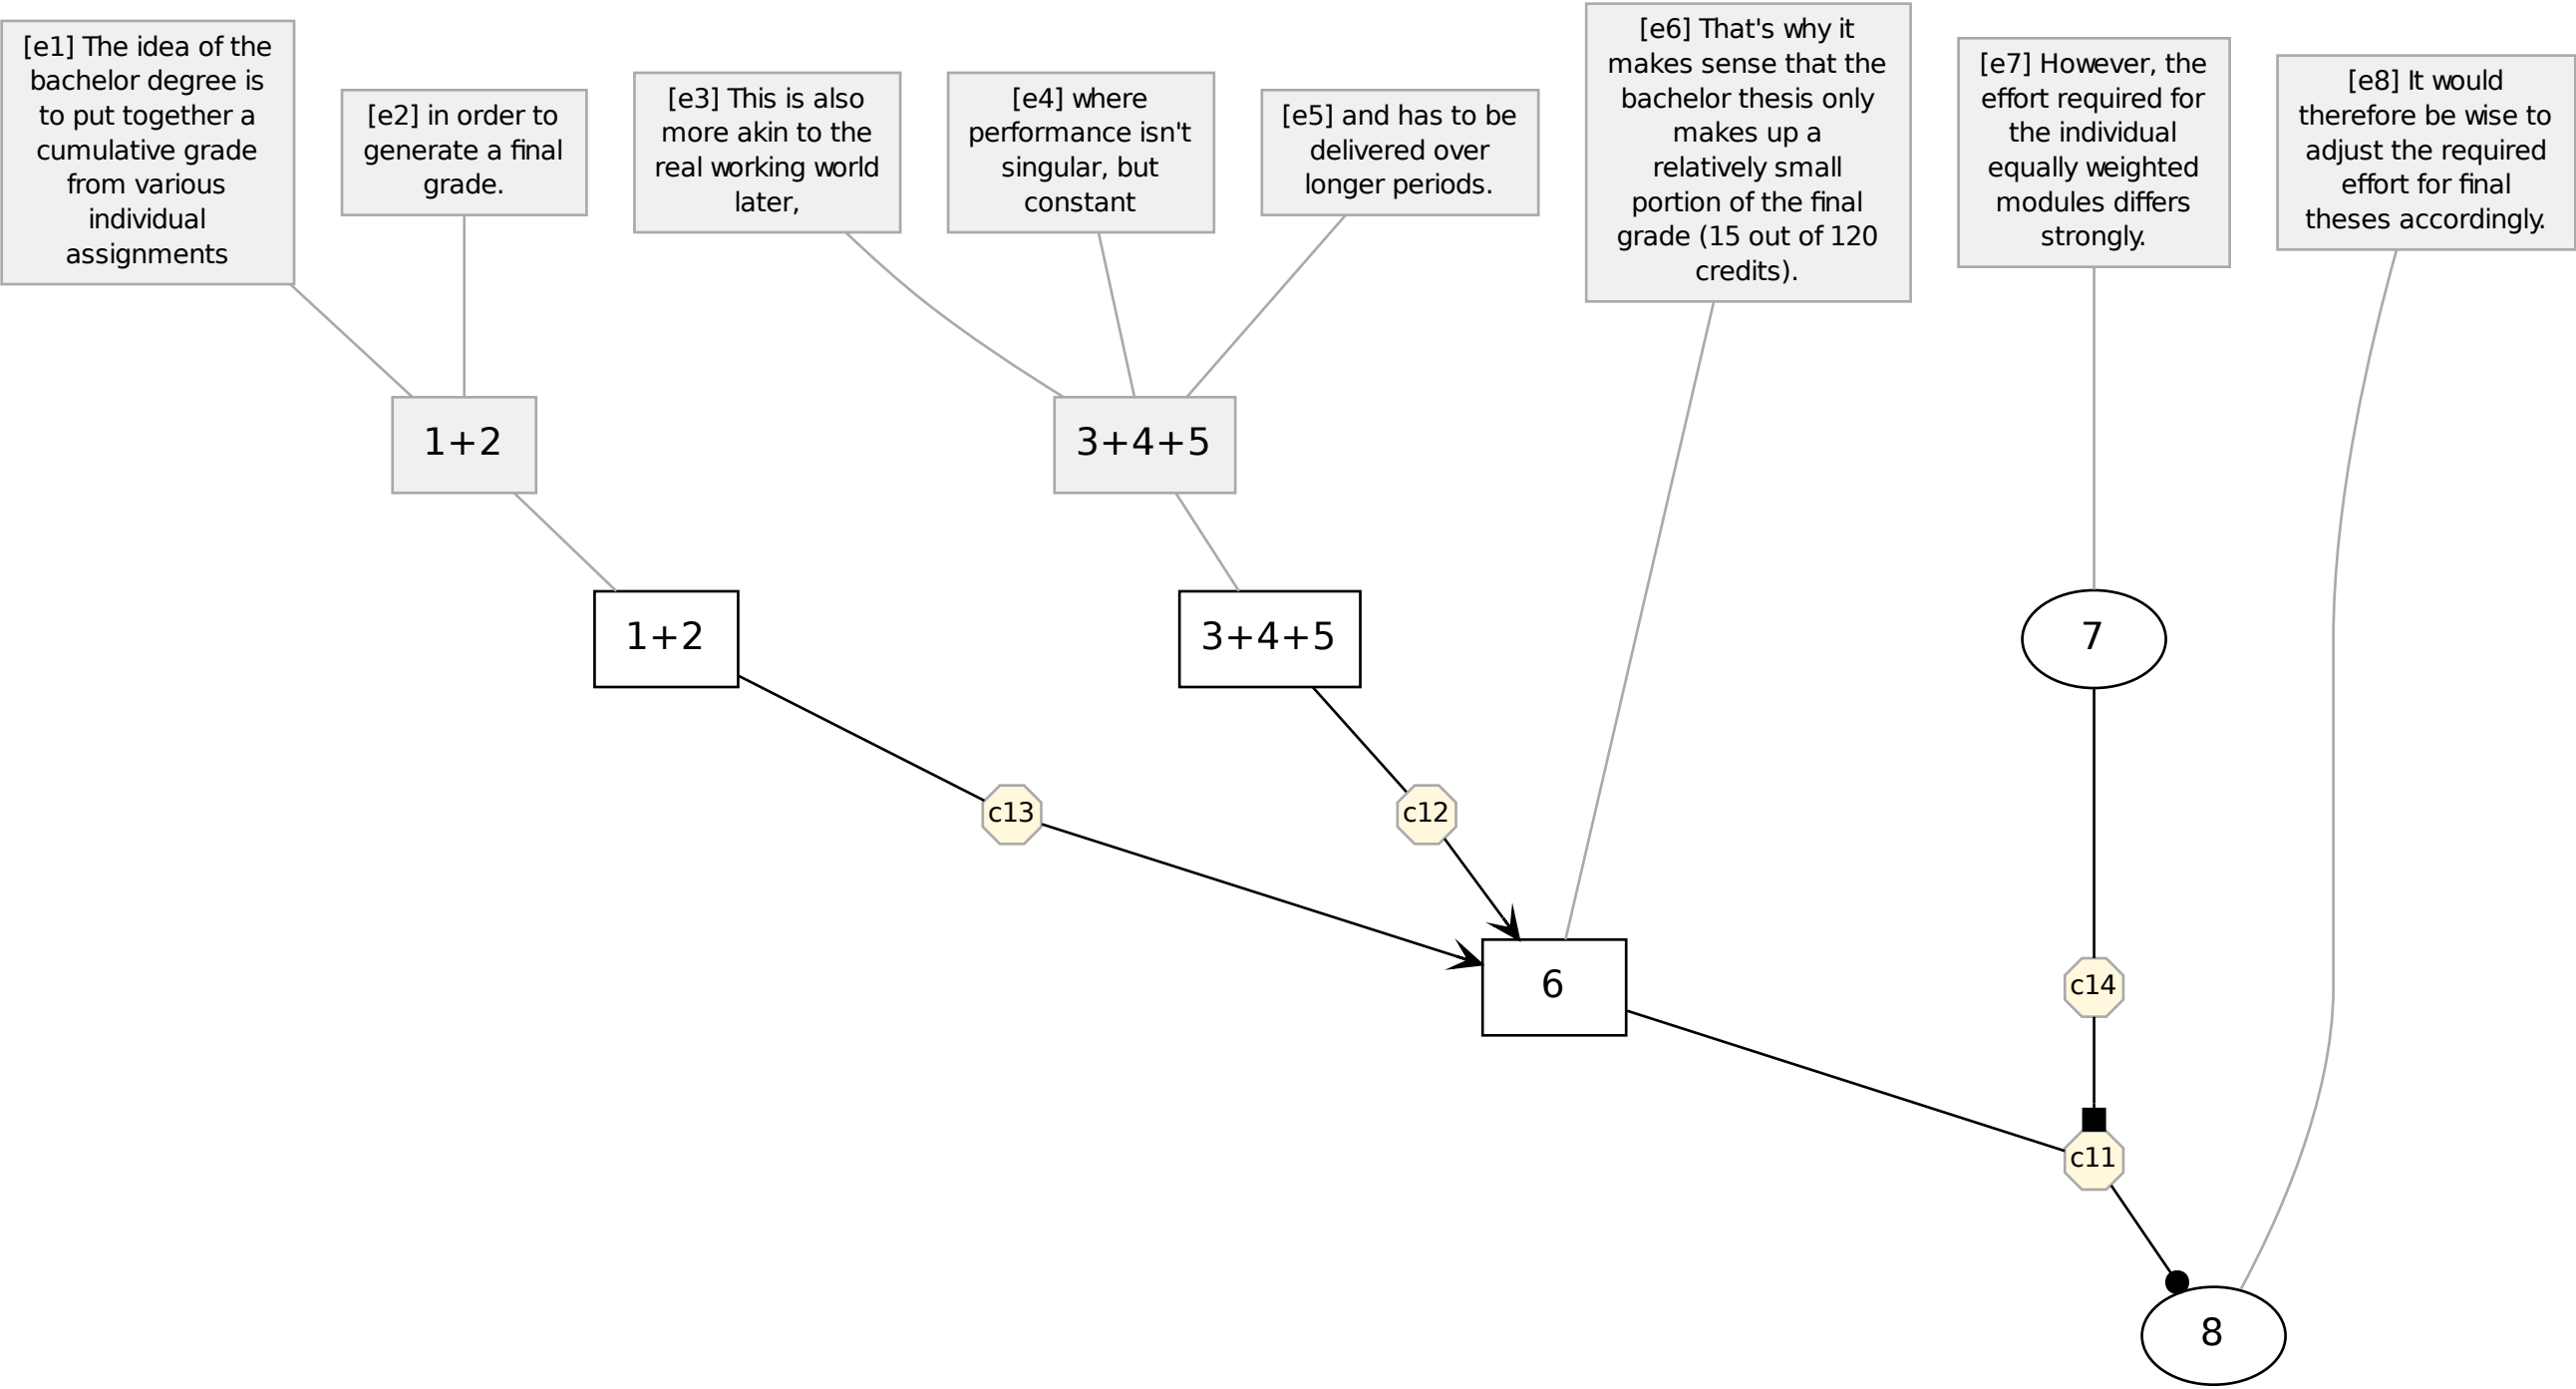 [e1] The idea of the
bachelor degree is
to put together a
cumulative grade
from various
individual
assignments
[e2] in order to
generate a final
grade.
[e3] This is also
more akin to the
real working world
later,
[e4] where
performance isn't
singular, but
constant
[e5] and has to be
delivered over
longer periods.
[e6] That's why it
makes sense that the
bachelor thesis only
makes up a
relatively small
portion of the final
grade (15 out of 120
credits).
[e7] However, the
effort required for
the individual
equally weighted
modules differs
strongly.
[e8] It would
therefore be wise to
adjust the required
effort for final
theses accordingly.
1+2
3+4+5
1+2
3+4+5
7
c13
c12
6
c14
c11
8